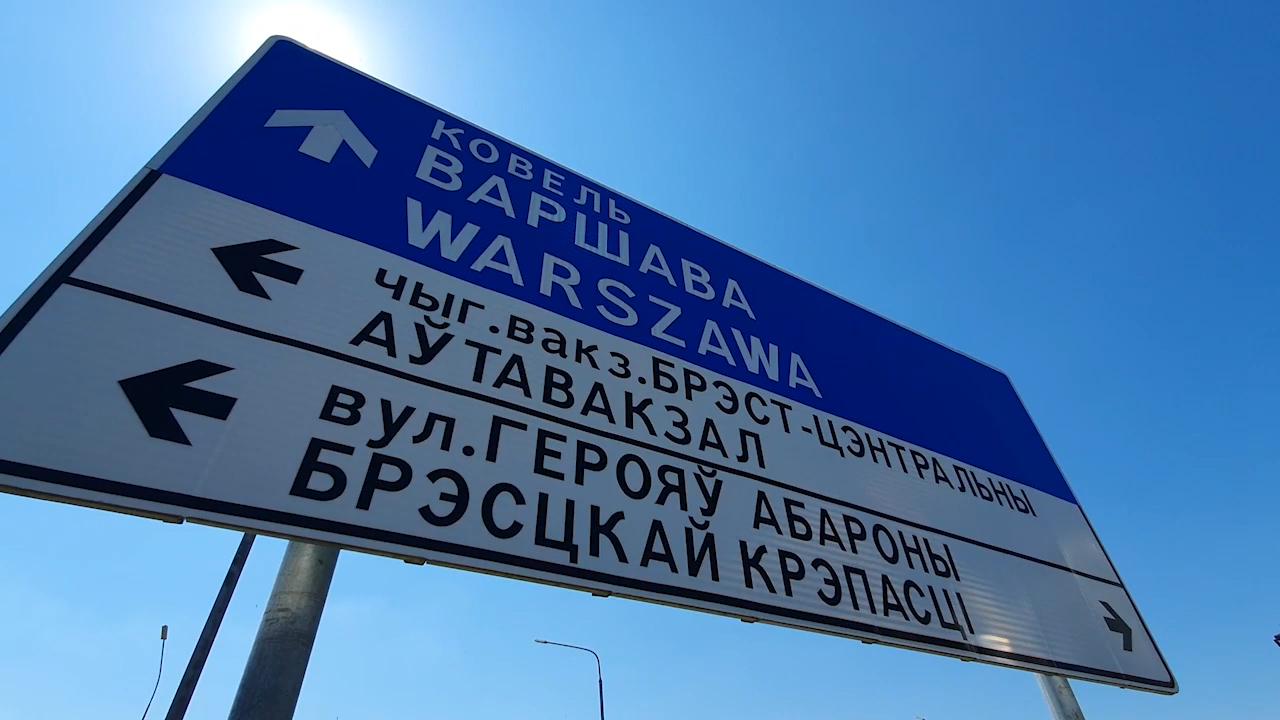 КОВЕЛЬ
ВАРШАВА
WARSZAWA
чыг.вакз.БРЭСТ-ЦЭНТРАЛЬНЫ
АЎТАВАКЗАЛ
вул.ГЕРОЯЎ АБАРОНЫ
БРЭСЦКАЙ КРЭПАСЦІ